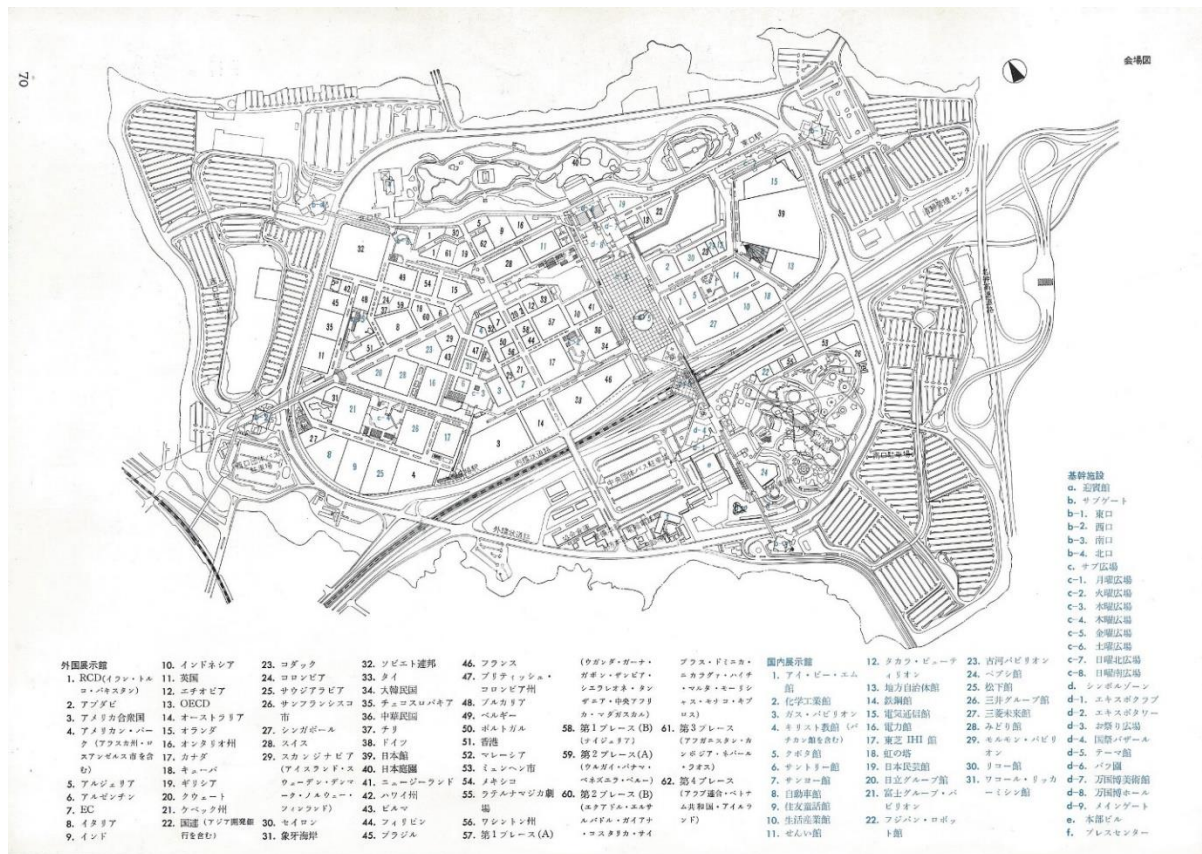 70
会場図
外国展示館
1. RCD(イラン・トル
コ・パキスタン)
2. アブダビ
3. アメリカ合衆国
4. アメリカン・パー
ク (アラスカ州・ロ
スアンゼルス市を含
む)
5. アルジェリア
6. アルゼンチン
7. EC
8. イタリア
9. インド
10. インドネシア
11. 英国
12. エチオピア
13. OECD
14. オーストラリア
15. オランダ
16. オンタリオ州
17. カナダ
18. キューバ
19. ギリシア
20. クウェート
21. ケベック州
22. 国連 (アジア開発銀
行を含む)
23. コダック
24. コロンビア
25. サウジアラビア
26. サンフランシスコ
市
27. シンガポール
28. スイス
29. スカンジナビア
(アイスランド・ス
ウェーデン・デンマ
ーク・ノルウェー・
フィンランド)
30. セイロン
31. 象牙海岸
32. ソビエト連邦
33. タイ
34. 大韓民国
35. チェコスロバキア
36. 中華民国
37. チリ
38. ドイツ
39. 日本館
40. 日本庭園
41. ニュージーランド
42. ハワイ州
43. ビルマ
44. フィリピン
45. ブラジル
46. フランス
47. ブリティッシュ・
コロンビア州
48. ブルガリア
49. ベルギー
50. ポルトガル
51. 香港
52. マレーシア
53. ミュンヘン市
54. メキシコ
55. ラテルナマジカ劇
場
56. ワシントン州
57. 第1プレース(A)
(ウガンダ・ガーナ・
ガボン・ザンビア・
シエラレオネ・タン
ザニア・中央アフリ
カ・マダガスカル)
58. 第1プレース(B)
(ナイジェリア)
59. 第2プレース(A)
(ウルガイ・パナマ・
ベネズエラ・ペルー)
60. 第2プレース(B)
(エクアドル・エルサ
ルバドル・ガイアナ
・コスタリカ・サイ
プラス・ドミニカ・
ニカラグァ・ハイチ
・マルタ・モーリシ
ャス・モナコ・キプ
ロス)
61. 第3プレース
(アフガニスタン・カ
ンボジア・ネパール
・ラオス)
62. 第4プレース
(アラブ連合・ベトナ
ム共和国・アイルラ
ンド)
国内展示館
1. アイ・ビー・エム
館
2. 化学工業館
3. ガス・パビリオン
4. キリスト教館 (バ
チカン館を含む)
5. クボタ館
6. サントリー館
7. サンヨー館
8. 自動車館
9. 住友童話館
10. 生活産業館
11. せんい館
12. タカラ・ビューテ
ィリオン
13. 地方自治体館
14. 鉄鋼館
15. 電気通信館
16. 電力館
17. 東芝 IHI 館
18. 虹の塔
19. 日本民芸館
20. 日立グループ館
21. 富士グループ・パ
ビリオン
22. フジパン・ロボッ
ト館
23. 古河パビリオン
24. ペプシ館
25. 松下館
26. 三井グループ館
27. 三菱未来館
28. みどり館
29. モルモン・パビリ
オン
30. リコー館
31. ワコール・リッカ
ーミシン館
基幹施設
a. 迎賓館
b. サブゲート
b-1. 東口
b-2. 西口
b-3. 南口
b-4. 北口
c. サブ広場
c-1. 月曜広場
c-2. 火曜広場
c-3. 水曜広場
c-4. 木曜広場
c-5. 金曜広場
c-6. 土曜広場
c-7. 日曜北広場
c-8. 日曜南広場
d. シンボルゾーン
d-1. エキスポクラブ
d-2. エキスポタワー
d-3. お祭り広場
d-4. 国際バザール
d-5. テーマ館
d-6. バラ園
d-7. 万国博美術館
d-8. 万国博ホール
d-9. メインゲート
e. 本部ビル
f. プレスセンター